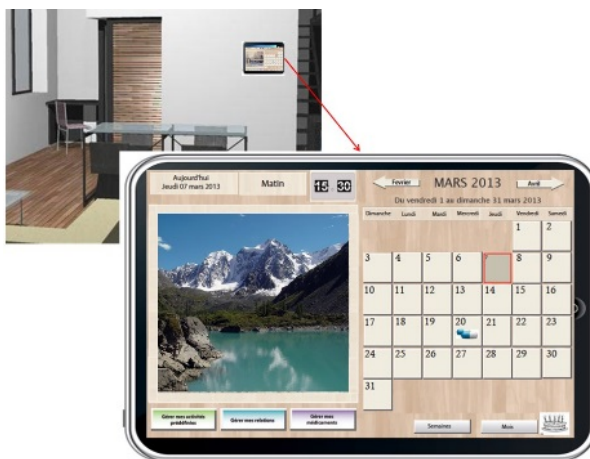 Aujourd'hui
Jeudi 07 mars 2013
Matin
15 30
Fevrier
MARS 2013
Avril
Du vendredi 1 au dimanche 31 mars 2013
Dimanche Lundi Mardi Mercredi Jeudi Vendredi Samedi
1 2
3 4 5 6 7 8 9
10 11 12 13 14 15 16
17 18 19 20 21 22 23
24 25 26 27 28 29 30
31
Gérer mes activités
prédéfinies
Gérer mes relations
Gérer mes
médicaments
Semaines
Mois